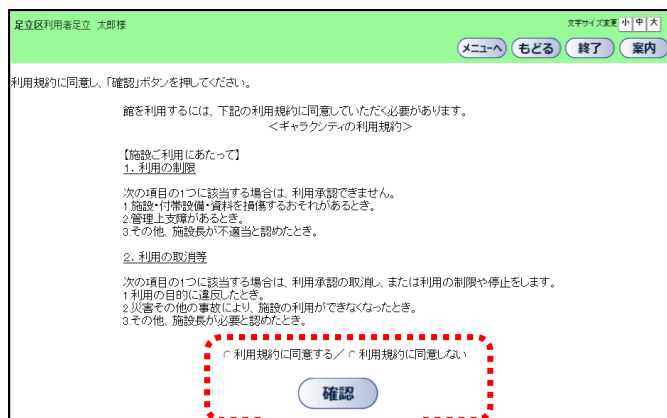 足立区利用者足立 太郎様
文字サイズ変更 小 中 大
メニューへ もどる 終了 案内
利用規約に同意し、「確認」ボタンを押してください。
館を利用するには、下記の利用規約に同意していただく必要があります。
＜ギャラクシティの利用規約＞
【施設ご利用にあたって】
1．利用の制限
次の項目の1つに該当する場合は、利用承認できません。
1.施設・付帯設備・資料を損傷するおそれがあるとき。
2.管理上支障があるとき。
3.その他、施設長が不適当と認めたとき。
2．利用の取消等
次の項目の1つに該当する場合は、利用承認の取消し、または利用の制限や停止をします。
1.利用の目的に違反したとき。
2.災害その他の事故により、施設の利用ができなくなったとき。
3.その他、施設長が必要と認めたとき。
利用規約に同意する／ 利用規約に同意しない
確認